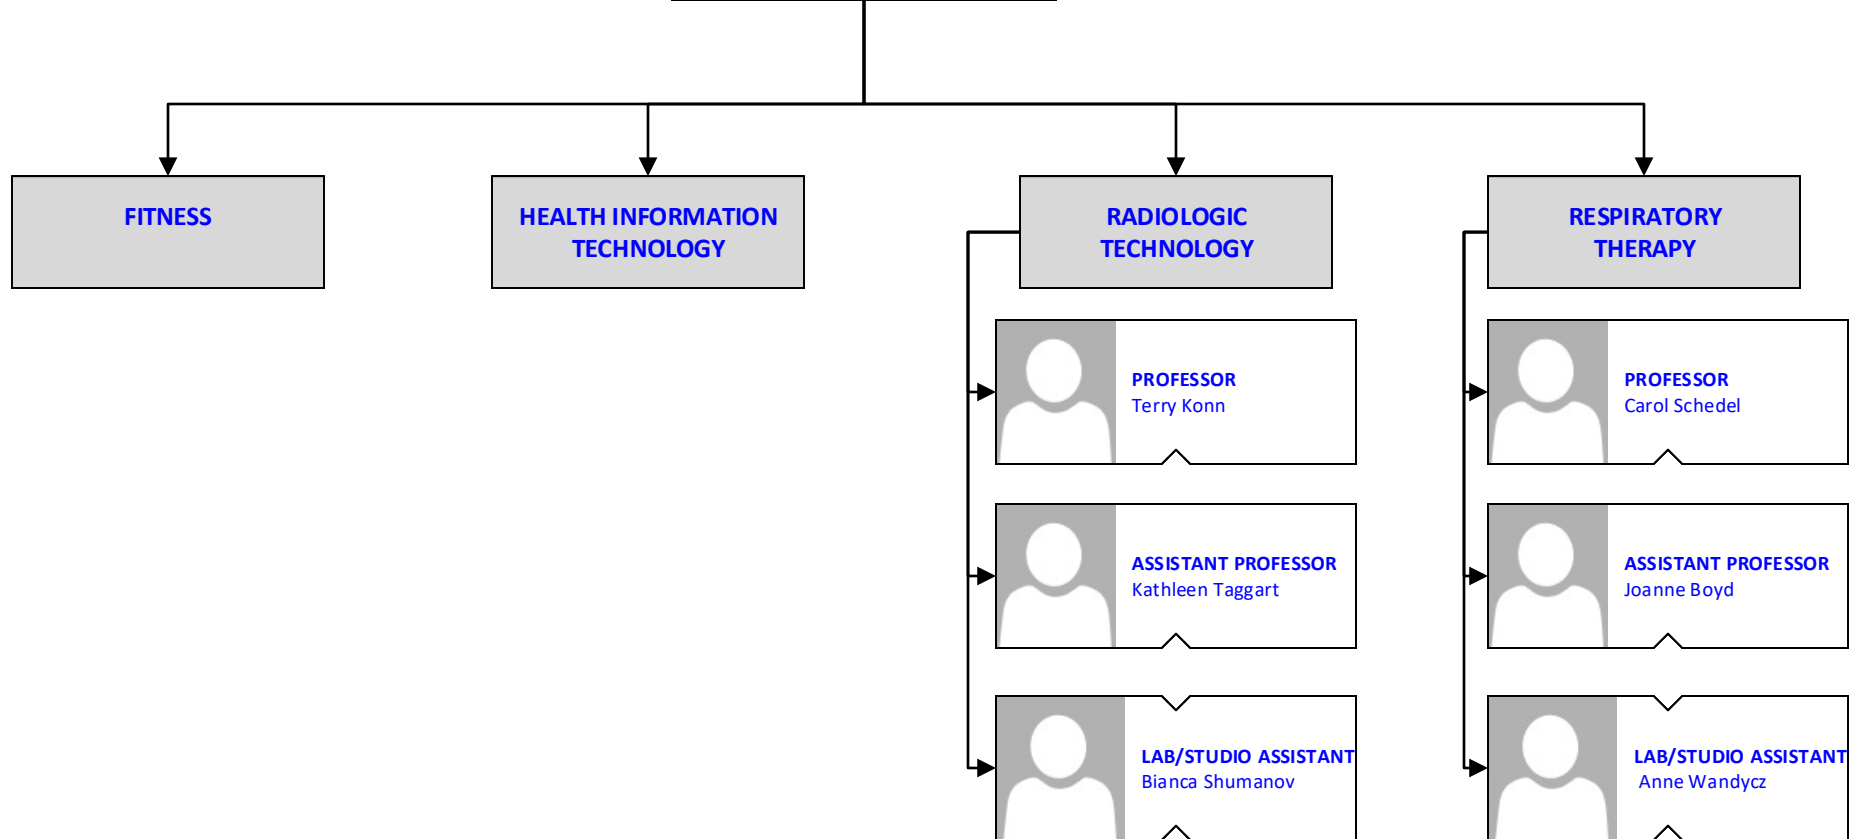 FITNESS
HEALTH INFORMATION
TECHNOLOGY
RADIOLOGIC
TECHNOLOGY
RESPIRATORY
THERAPY
PROFESSOR
Terry Konn
ASSISTANT PROFESSOR
Kathleen Taggart
LAB/STUDIO ASSISTANT
Bianca Shumanov
PROFESSOR
Carol Schedel
ASSISTANT PROFESSOR
Joanne Boyd
LAB/STUDIO ASSISTANT
Anne Wandycz